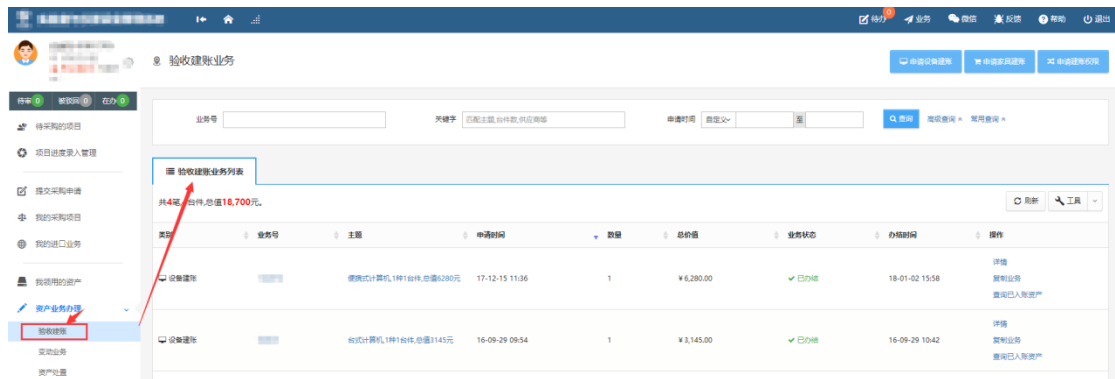 待办 0 业务 微信 反馈 帮助 退出
验收建账业务
申请设备建账 申请家具建账 申请建账权限
待审 0 被驳回 0 在办 0
业务号 关键字 匹配主题,台件数,供应商等 申请时间 自定义 至 查询 高级查询 常用查询
待采购的项目
项目进度录入管理
提交采购申请
我的采购项目
我的进口业务
我领用的资产
资产业务办理
验收建账
变动业务
资产处置
验收建账业务列表
共4笔, 台件,总值18,700元。 刷新 工具
类别 业务号 主题 申请时间 数量 总价值 业务状态 办结时间 操作
设备建账 便携式计算机,1种1台件,总值6280元 17-12-15 11:36 1 ¥6,280.00 已办结 18-01-02 15:58 详情
复制业务
查询已入账资产
设备建账 台式计算机,1种1台件,总值3145元 16-09-29 09:54 1 ¥3,145.00 已办结 16-09-29 10:42 详情
复制业务
查询已入账资产